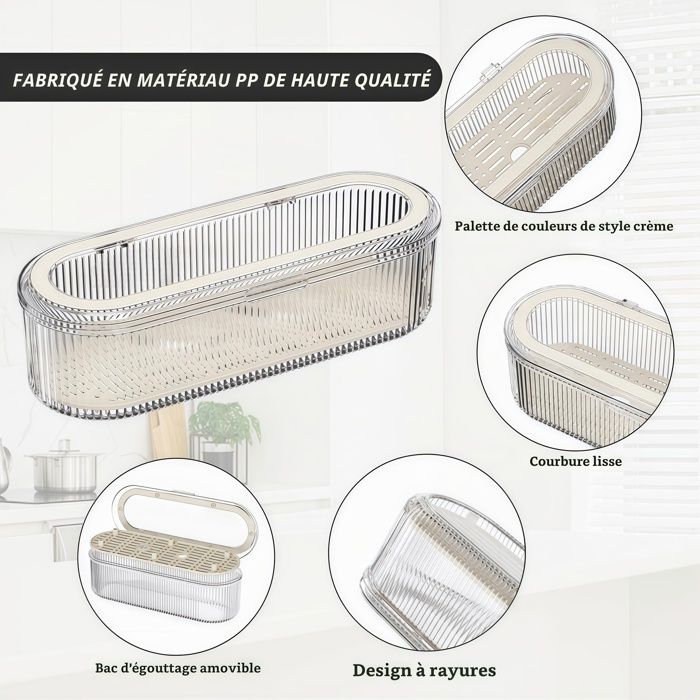 FABRIQUÉ EN MATÉRIAU PP DE HAUTE QUALITÉ
Palette de couleurs de style crème
Courbure lisse
Bac d'égouttage amovible
Design à rayures